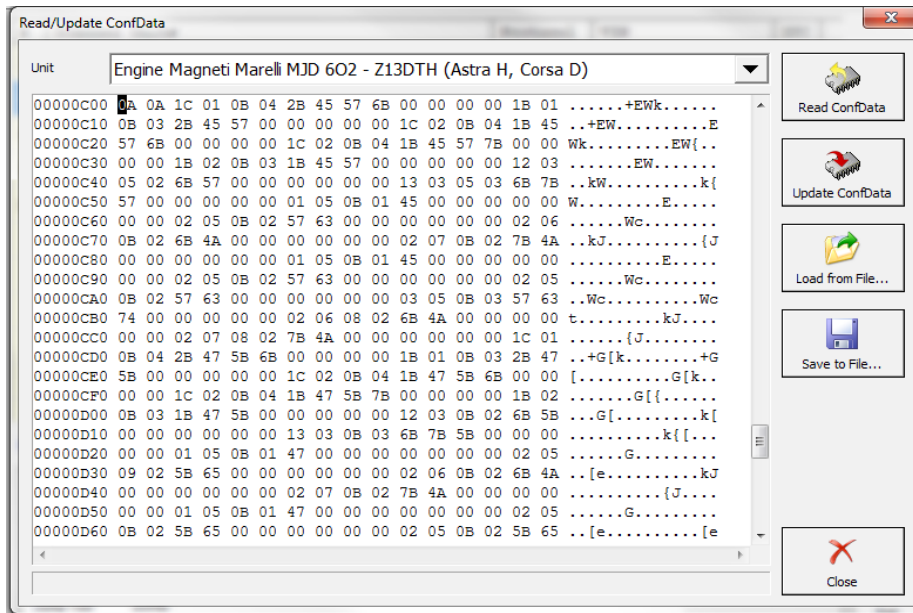 Read/Update ConfData
Unit
Engine Magneti Marelli MJD 6O2 - Z13DTH (Astra H, Corsa D)
00000C00 0A 0A 1C 01 0B 04 2B 45 57 6B 00 00 00 00 1B 01 ......+EWk......
00000C10 0B 03 2B 45 57 00 00 00 00 00 1C 02 0B 04 1B 45 ..+EW..........E
00000C20 57 6B 00 00 00 00 1C 02 0B 04 1B 45 57 7B 00 00 Wk.........EW{..
00000C30 00 00 1B 02 0B 03 1B 45 57 00 00 00 00 00 12 03 .......EW.......
00000C40 05 02 6B 57 00 00 00 00 00 00 13 03 05 03 6B 7B ..kW..........k{
00000C50 57 00 00 00 00 00 01 05 0B 01 45 00 00 00 00 00 W.........E.....
00000C60 00 00 02 05 0B 02 57 63 00 00 00 00 00 00 02 06 ......Wc........
00000C70 0B 02 6B 4A 00 00 00 00 00 00 02 07 0B 02 7B 4A ..kJ..........{J
00000C80 00 00 00 00 00 00 01 05 0B 01 45 00 00 00 00 00 ..........E.....
00000C90 00 00 02 05 0B 02 57 63 00 00 00 00 00 00 02 05 ......Wc........
00000CA0 0B 02 57 63 00 00 00 00 00 00 03 05 0B 03 57 63 ..Wc..........Wc
00000CB0 74 00 00 00 00 00 02 06 08 02 6B 4A 00 00 00 00 t.........kJ....
00000CC0 00 00 02 07 08 02 7B 4A 00 00 00 00 00 00 1C 01 ......{J........
00000CD0 0B 04 2B 47 5B 6B 00 00 00 00 1B 01 0B 03 2B 47 ..+G[k........+G
00000CE0 5B 00 00 00 00 00 1C 02 0B 04 1B 47 5B 6B 00 00 [..........G[k..
00000CF0 00 00 1C 02 0B 04 1B 47 5B 7B 00 00 00 00 1B 02 .......G[{......
00000D00 0B 03 1B 47 5B 00 00 00 00 00 12 03 0B 02 6B 5B ...G[.........k[
00000D10 00 00 00 00 00 00 13 03 0B 03 6B 7B 5B 00 00 00 ..........k{[...
00000D20 00 00 01 05 0B 01 47 00 00 00 00 00 00 00 02 05 ......G.........
00000D30 09 02 5B 65 00 00 00 00 00 00 02 06 0B 02 6B 4A ..[e..........kJ
00000D40 00 00 00 00 00 00 02 07 0B 02 7B 4A 00 00 00 00 ..........{J....
00000D50 00 00 01 05 0B 01 47 00 00 00 00 00 00 00 02 05 ......G.........
00000D60 0B 02 5B 65 00 00 00 00 00 00 02 05 0B 02 5B 65 ..[e..........[e
Read ConfData
Update ConfData
Load from File...
Save to File...
Close